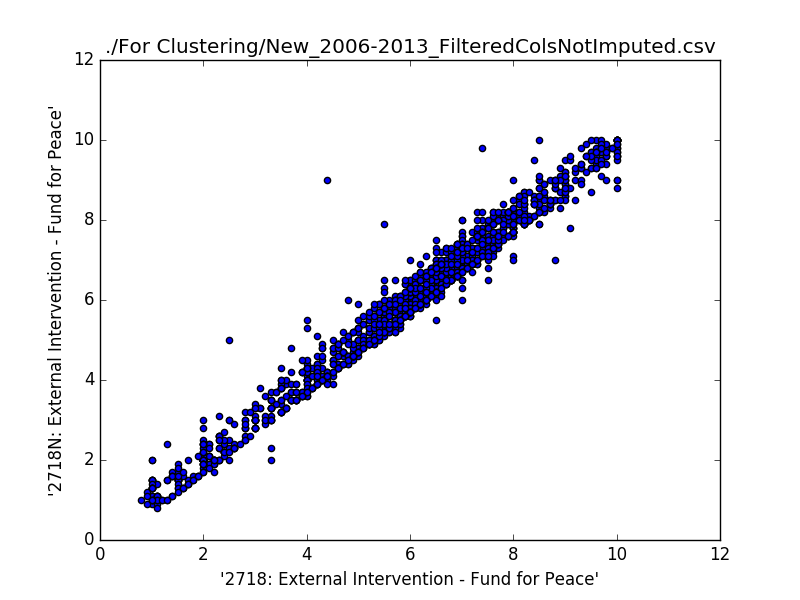 ./For Clustering/New_2006-2013_FilteredColsNotImputed.csv
'2718N: External Intervention - Fund for Peace'
12
10
8
6
4
2
0
0 2 4 6 8 10 12
'2718: External Intervention - Fund for Peace'